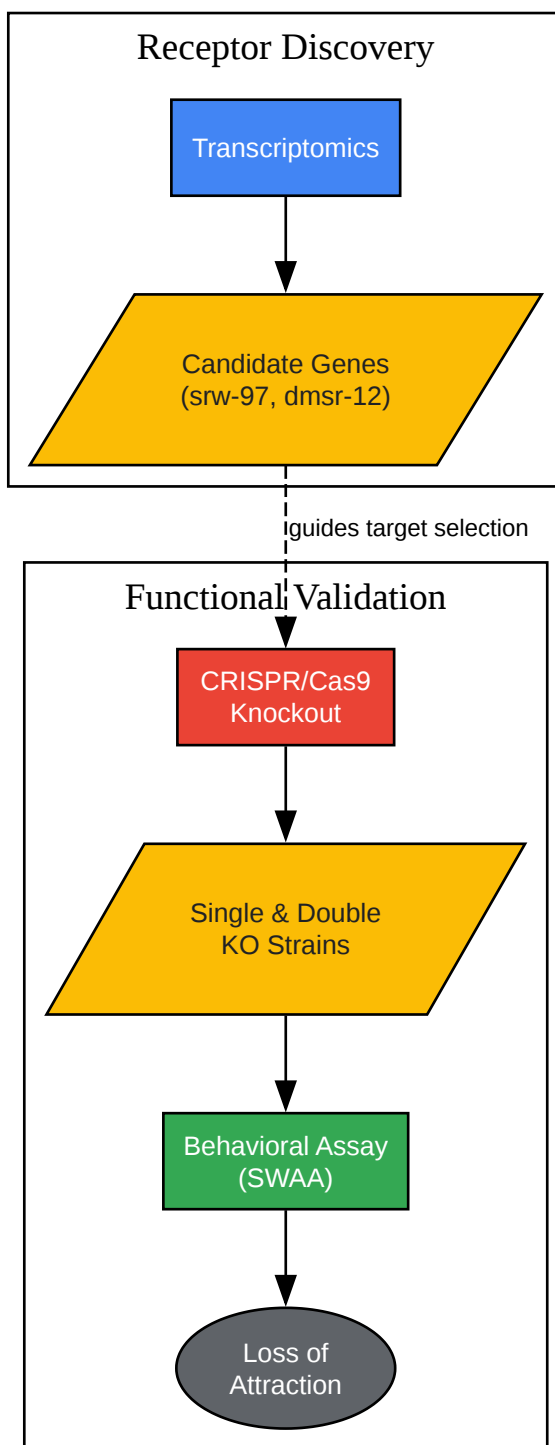 Receptor Discovery
Transcriptomics
Candidate Genes
(srw-97, dmsr-12)
guides target selection
Functional Validation
CRISPR/Cas9
Knockout
Single & Double
KO Strains
Behavioral Assay
(SWAA)
Loss of
Attraction